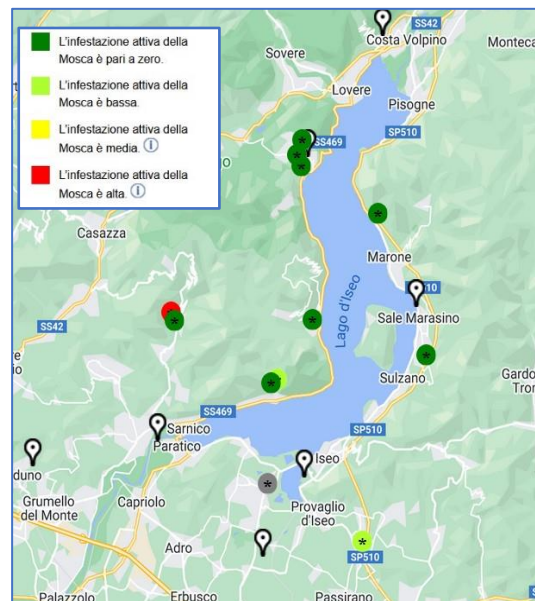 L'infestazione attiva della
Mosca è pari a zero.
L'infestazione attiva della
Mosca è bassa.
L'infestazione attiva della
Mosca è media. i
L'infestazione attiva della
Mosca è alta. i
SS42
Monteca
Costa Volpino
Sovere
Lovere
Pisogne
SP510
SS469
Casazza
Marone
10
Lago d'Iseo
Sale Marasino
SS42
Sulzano
Gardo
Tron
SS469
Sarnico
Paratico
SP510
Iseo
duno
Grumello
del Monte
Capriolo
Provaglio
d'Iseo
Adro
SP510
Palazzolo
Erbusco
Passirano